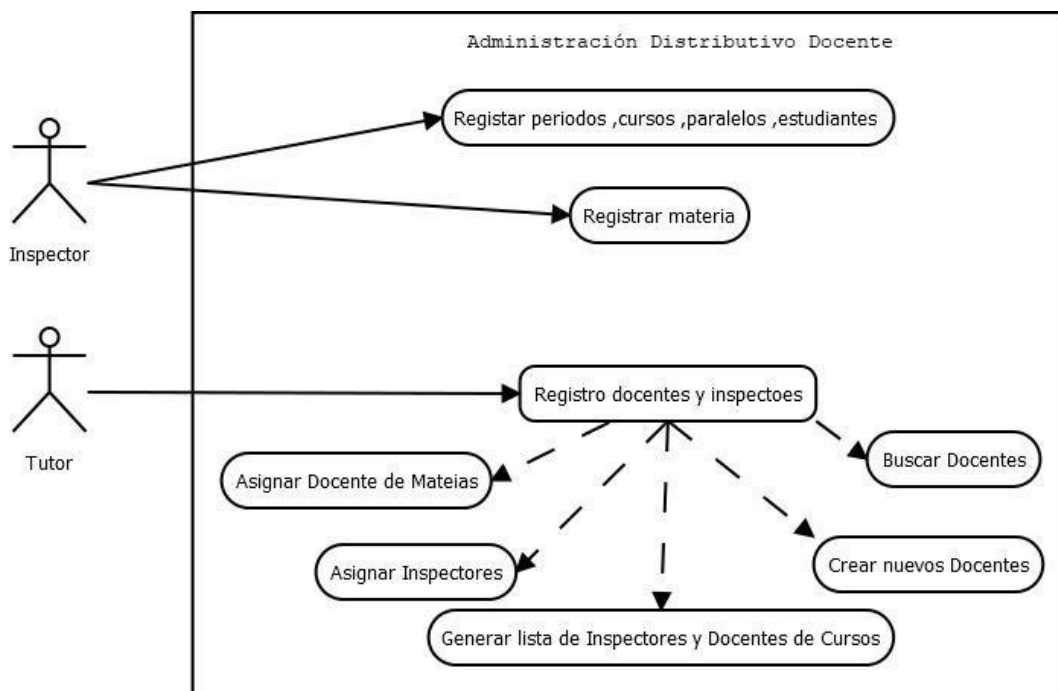 Administración Distributivo Docente
Registar periodos ,cursos ,paralelos ,estudiantes
Registrar materia
Inspector
Registro docentes y inspectoes
Tutor
Buscar Docentes
Asignar Docente de Mateias
Asignar Inspectores
Crear nuevos Docentes
Generar lista de Inspectores y Docentes de Cursos